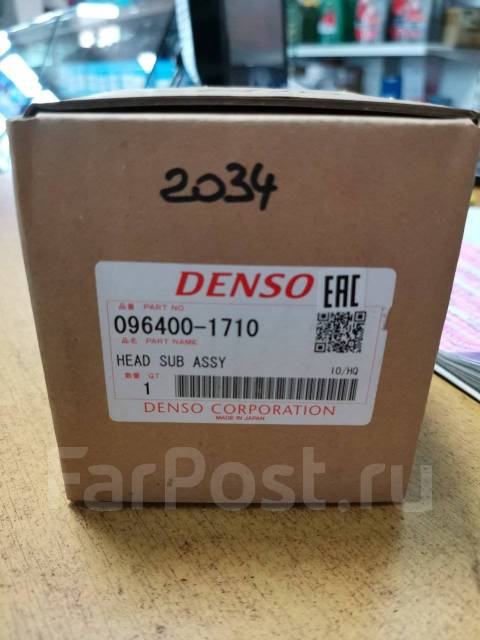 2034
DENSO EAC
品番 PART NO
096400-1710
品名 PART NAME
HEAD SUB ASSY
IO/HQ
数量 QT
1
DENSO CORPORATION
MADE IN JAPAN
FarPost.ru